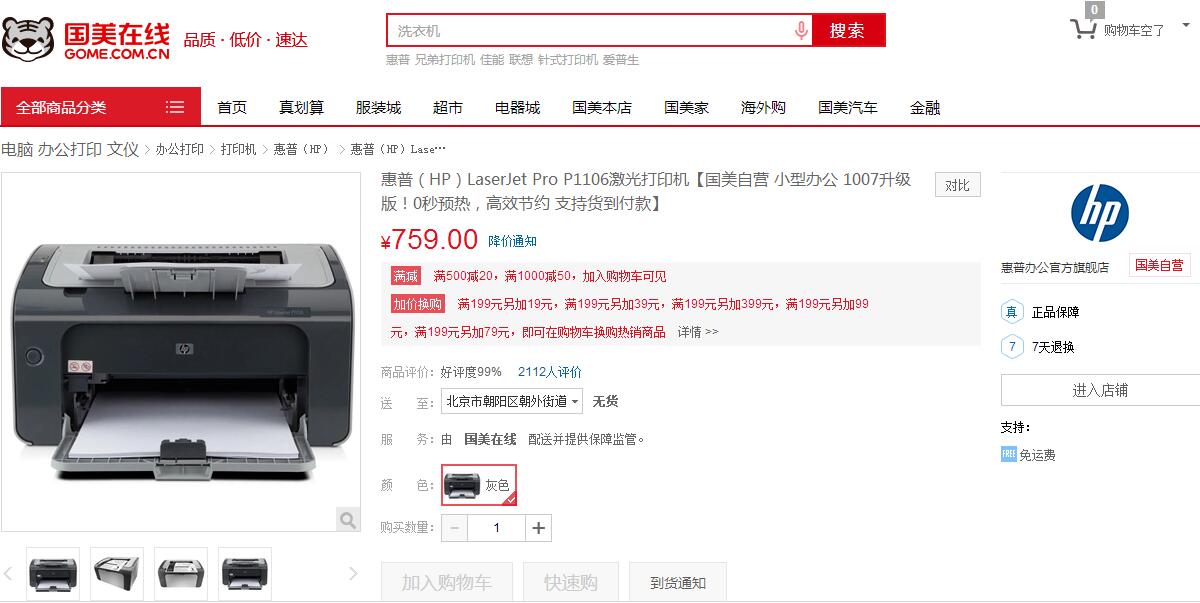 国美在线
GOME.COM.CN
品质 · 低价 · 速达
洗衣机
搜索
惠普 兄弟打印机 佳能 联想 针式打印机 爱普生
0
购物车空了
全部商品分类
首页 真划算 服装城 超市 电器城 国美本店 国美家 海外购 国美汽车 金融
电脑 办公打印 文仪 > 办公打印 > 打印机 > 惠普（HP） > 惠普（HP）Lase…
惠普（HP）LaserJet Pro P1106激光打印机【国美自营 小型办公 1007升级
版！0秒预热，高效节约 支持货到付款】
对比
¥759.00 降价通知
满减 满500减20，满1000减50，加入购物车可见
加价换购 满199元另加19元，满199元另加39元，满199元另加399元，满199元另加99
元，满199元另加79元，即可在购物车换购热销商品 详情 >>
商品评价： 好评度99% 2112人评价
送 至： 北京市朝阳区朝外街道 无货
服 务： 由 国美在线 配送并提供保障监管。
颜 色： 灰色
购买数量： − 1 +
加入购物车 快速购 到货通知
hp
惠普办公官方旗舰店 国美自营
真 正品保障
7 7天退换
进入店铺
支持：
FREE 免运费